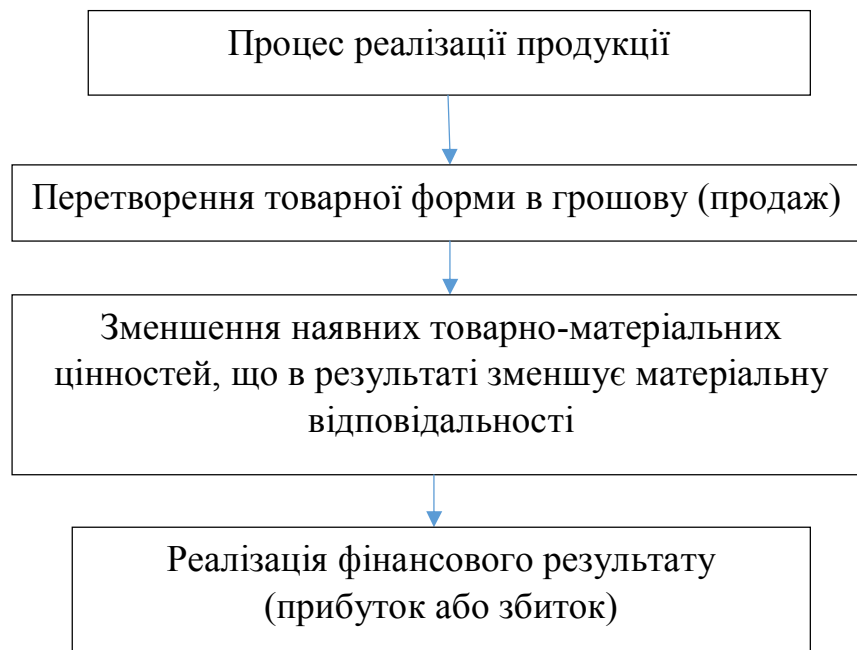 Процес реалізації продукції
Перетворення товарної форми в грошову (продаж)
Зменшення наявних товарно-матеріальних
цінностей, що в результаті зменшує матеріальну
відповідальності
Реалізація фінансового результату
(прибуток або збиток)